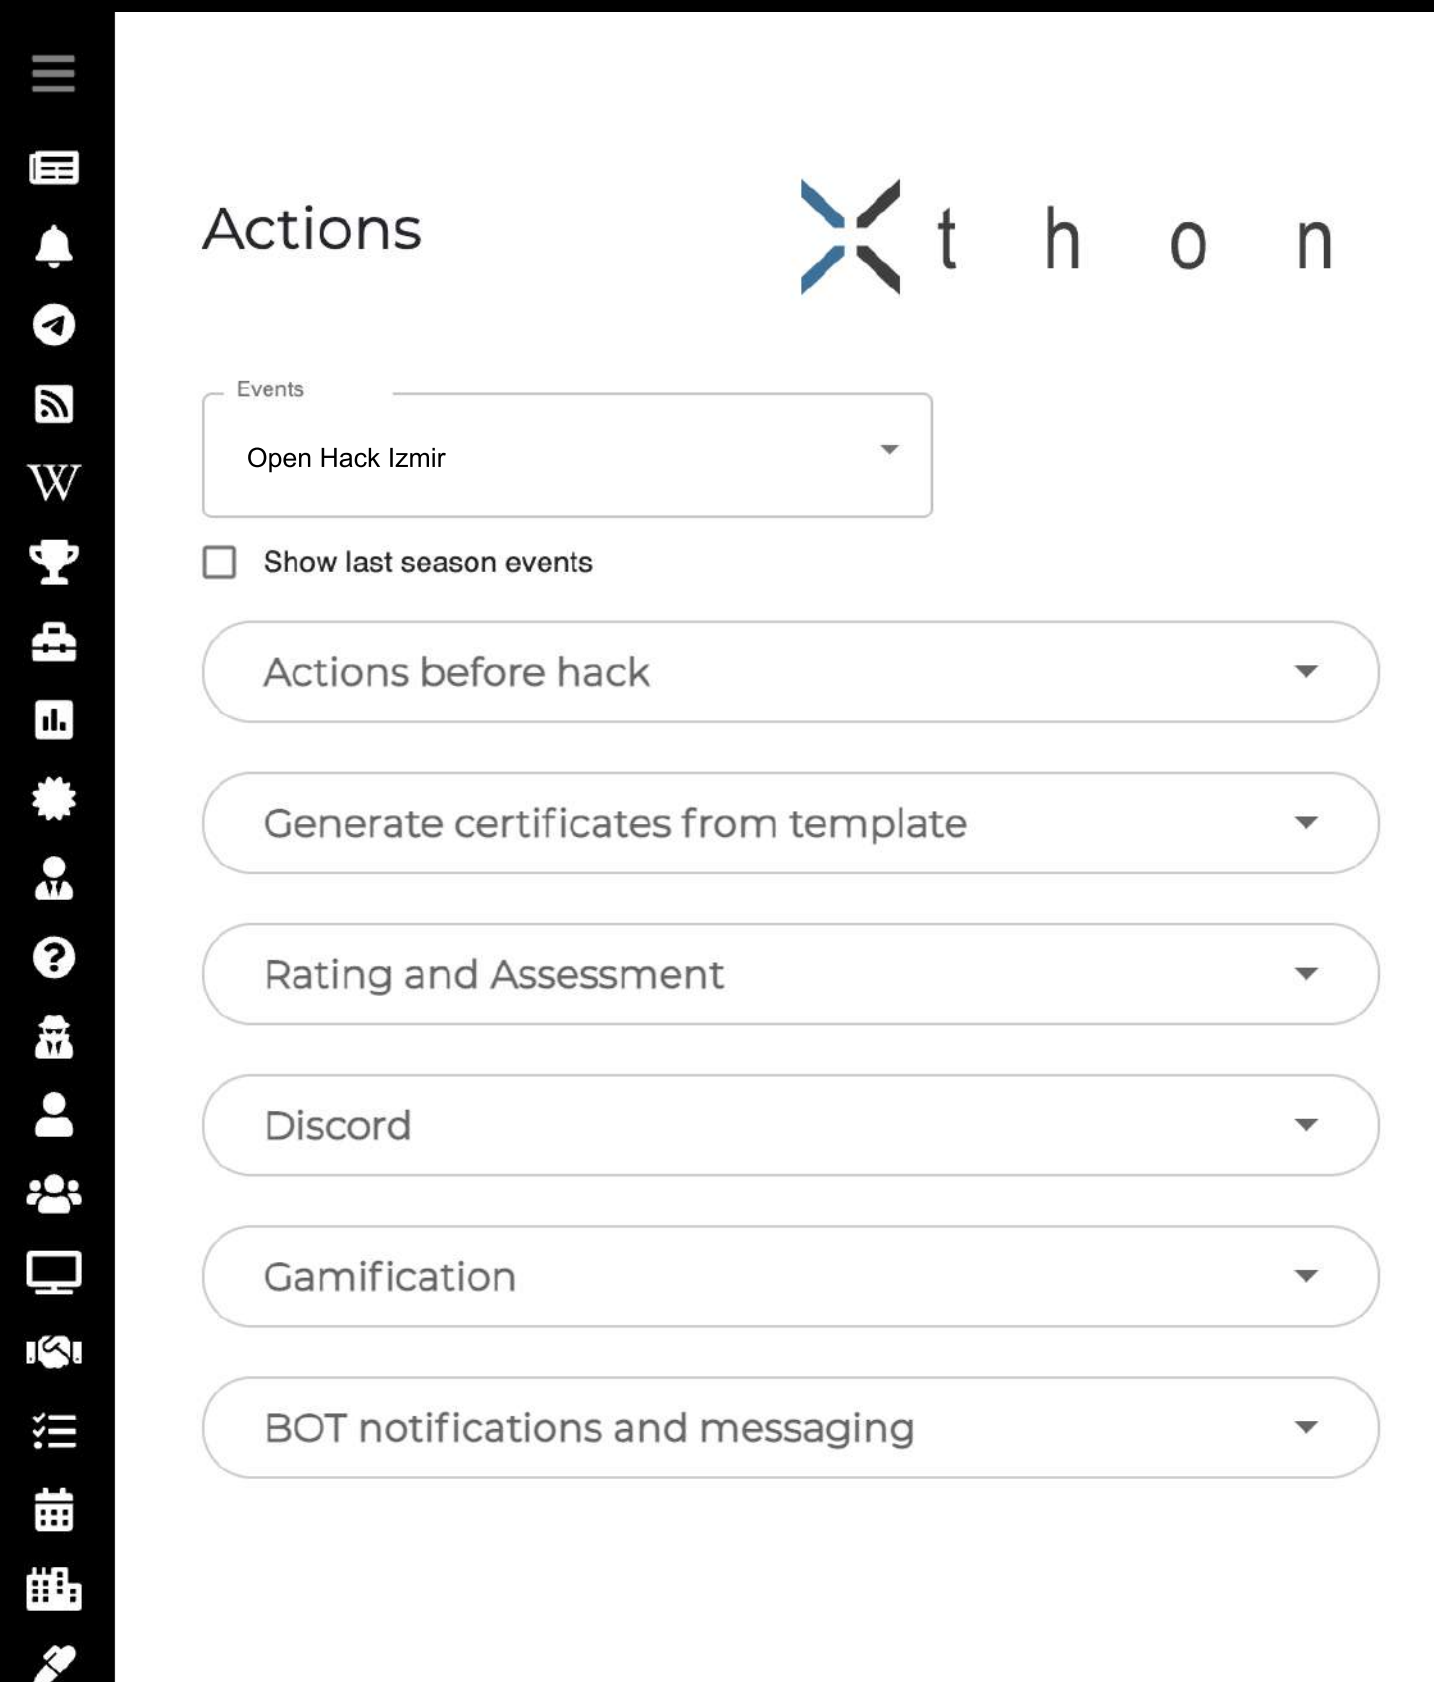 Actions
X t h o n
Events
Open Hack Izmir
Show last season events
Actions before hack
Generate certificates from template
Rating and Assessment
Discord
Gamification
BOT notifications and messaging